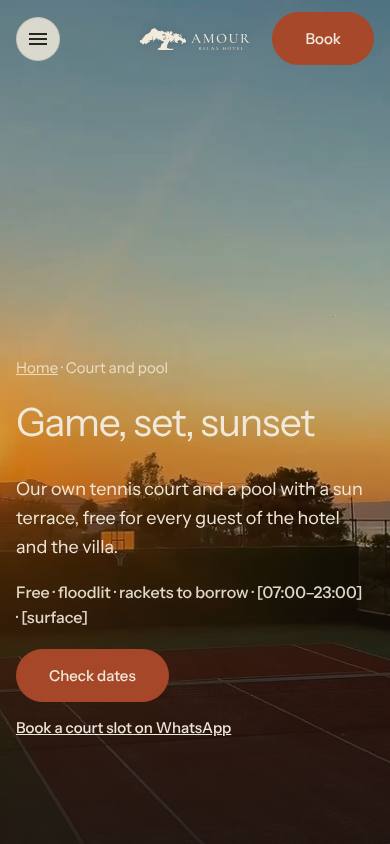 AMOUR
RELAX HOTEL
Book
Home · Court and pool
Game, set, sunset
Our own tennis court and a pool with a sun
terrace, free for every guest of the hotel
and the villa.
Free · floodlit · rackets to borrow · [07:00–23:00]
· [surface]
Check dates
Book a court slot on WhatsApp